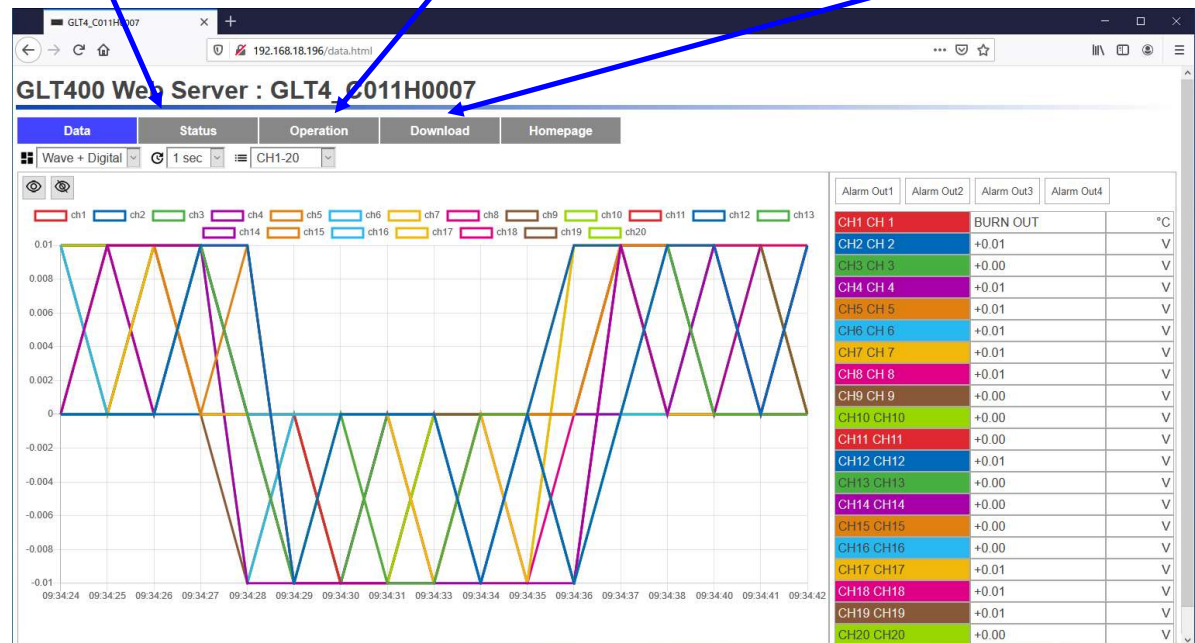 GLT4_C011H0007
192.168.18.196/data.html
GLT400 Web Server : GLT4_C011H0007
Data Status Operation Download Homepage
Wave + Digital 1 sec CH1-20
Alarm Out1 Alarm Out2 Alarm Out3 Alarm Out4
ch1 ch2 ch3 ch4 ch5 ch6 ch7 ch8 ch9 ch10 ch11 ch12 ch13
ch14 ch15 ch16 ch17 ch18 ch19 ch20
0.01
0.008
0.006
0.004
0.002
0
-0.002
-0.004
-0.006
-0.008
-0.01
09:34:24 09:34:25 09:34:26 09:34:27 09:34:28 09:34:29 09:34:30 09:34:31 09:34:33 09:34:34 09:34:35 09:34:36 09:34:37 09:34:38 09:34:40 09:34:41 09:34:42
CH1 CH 1 BURN OUT °C
CH2 CH 2 +0.01 V
CH3 CH 3 +0.00 V
CH4 CH 4 +0.01 V
CH5 CH 5 +0.01 V
CH6 CH 6 +0.01 V
CH7 CH 7 +0.01 V
CH8 CH 8 +0.01 V
CH9 CH 9 +0.00 V
CH10 CH10 +0.00 V
CH11 CH11 +0.00 V
CH12 CH12 +0.01 V
CH13 CH13 +0.00 V
CH14 CH14 +0.00 V
CH15 CH15 +0.00 V
CH16 CH16 +0.00 V
CH17 CH17 +0.00 V
CH18 CH18 +0.01 V
CH19 CH19 +0.01 V
CH20 CH20 +0.00 V